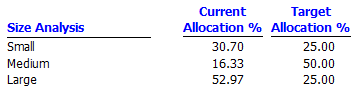 Current Target
Size Analysis Allocation % Allocation %
Small 30.70 25.00
Medium 16.33 50.00
Large 52.97 25.00